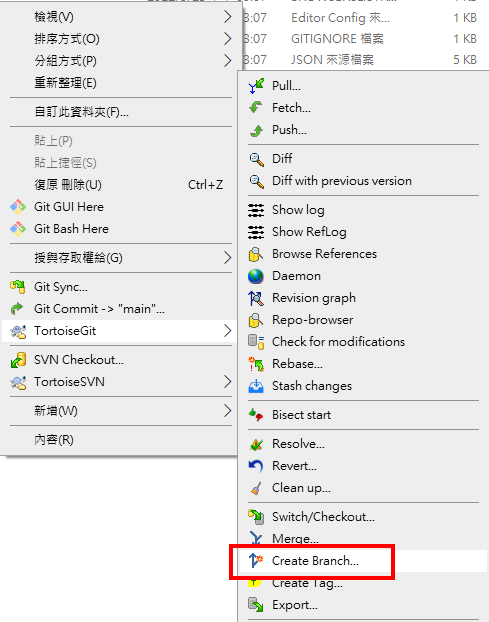 8:07 Editor Config 來... 1 KB
8:07 GITIGNORE 檔案 1 KB
8:07 JSON 來源檔案 5 KB
檢視(V)
排序方式(O)
分組方式(P)
重新整理(E)
自訂此資料夾(F)...
貼上(P)
貼上捷徑(S)
復原 刪除(U) Ctrl+Z
Git GUI Here
Git Bash Here
授與存取權給(G)
Git Sync...
Git Commit -> "main"...
TortoiseGit
SVN Checkout...
TortoiseSVN
新增(W)
內容(R)
Pull...
Fetch...
Push...
Diff
Diff with previous version
Show log
Show RefLog
Browse References
Daemon
Revision graph
Repo-browser
Check for modifications
Rebase...
Stash changes
Bisect start
Resolve...
Revert...
Clean up...
Switch/Checkout...
Merge...
Create Branch...
Create Tag...
Export...